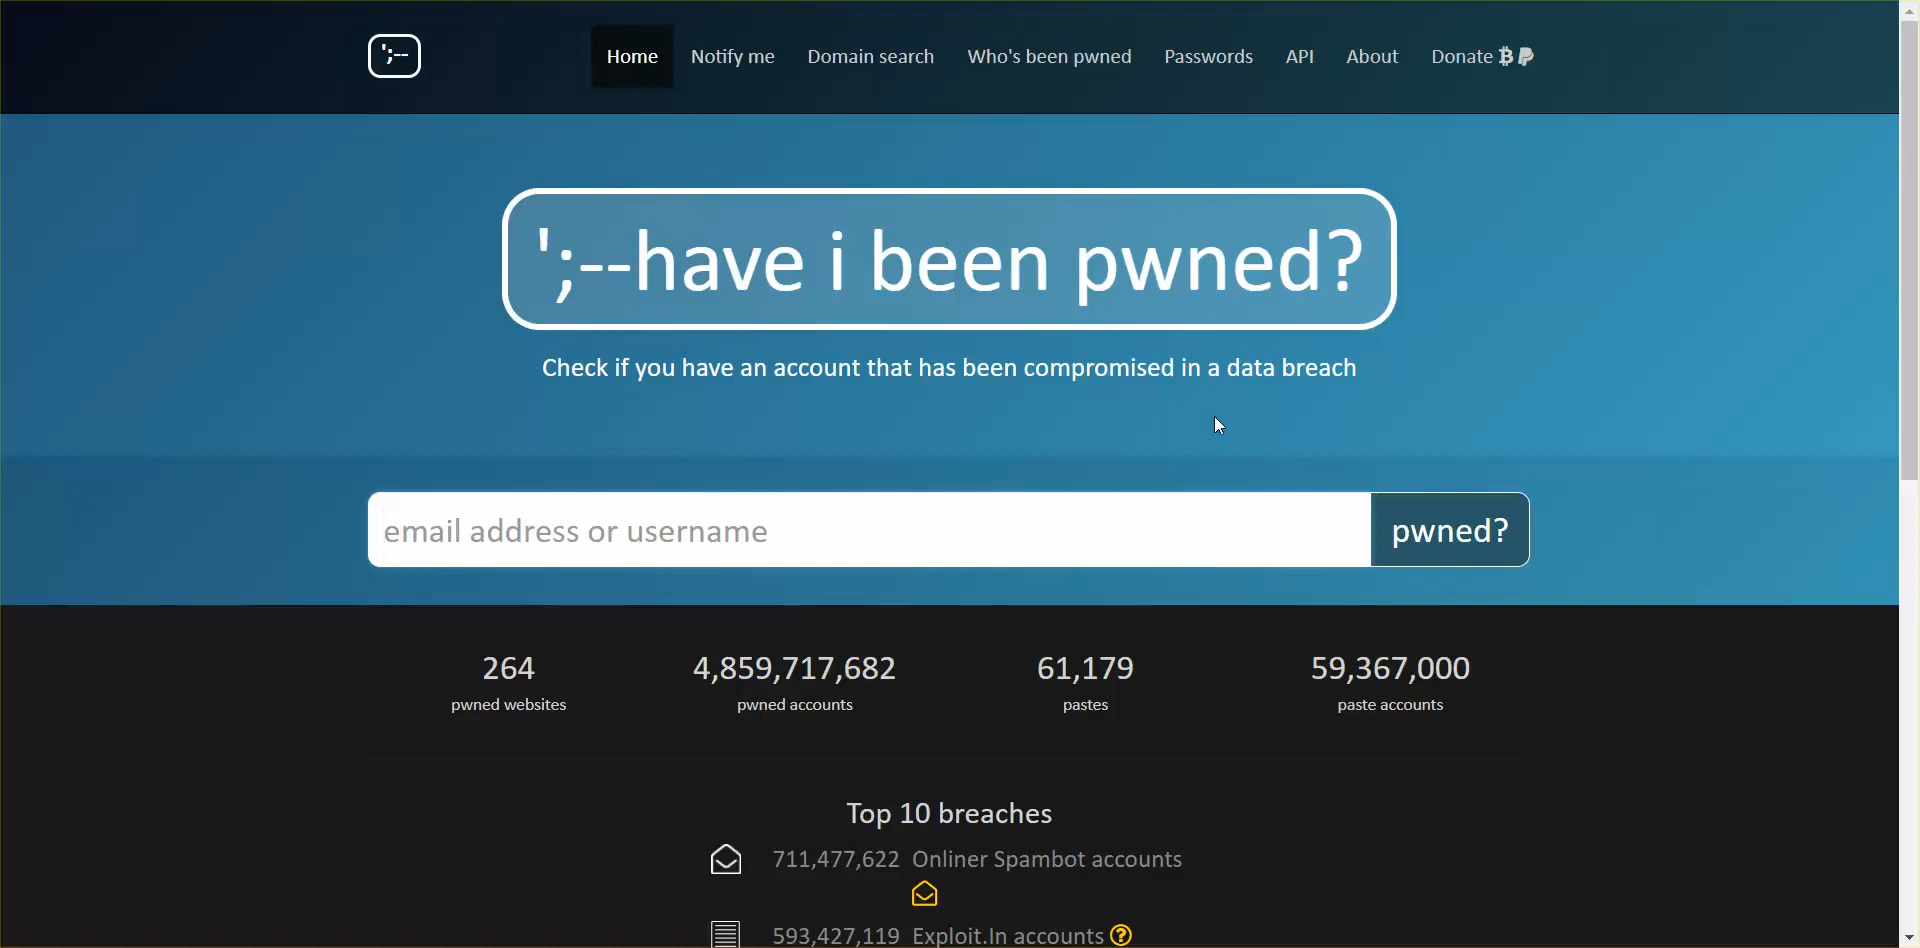 ';--
Home Notify me Domain search Who's been pwned Passwords API About Donate
';--have i been pwned?
Check if you have an account that has been compromised in a data breach
email address or username pwned?
264 4,859,717,682 61,179 59,367,000
pwned websites pwned accounts pastes paste accounts
Top 10 breaches
711,477,622 Onliner Spambot accounts
593,427,119 Exploit.In accounts ?